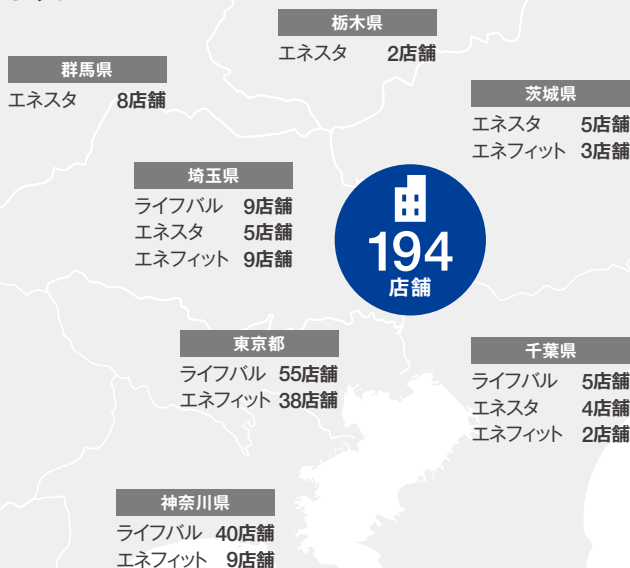 栃木県
エネスタ 2店舗
群馬県
エネスタ 8店舗
茨城県
エネスタ 5店舗
エネフィット 3店舗
埼玉県
ライフバル 9店舗
エネスタ 5店舗
エネフィット 9店舗
194
店舗
東京都
ライフバル 55店舗
エネフィット 38店舗
千葉県
ライフバル 5店舗
エネスタ 4店舗
エネフィット 2店舗
神奈川県
ライフバル 40店舗
エネフィット 9店舗